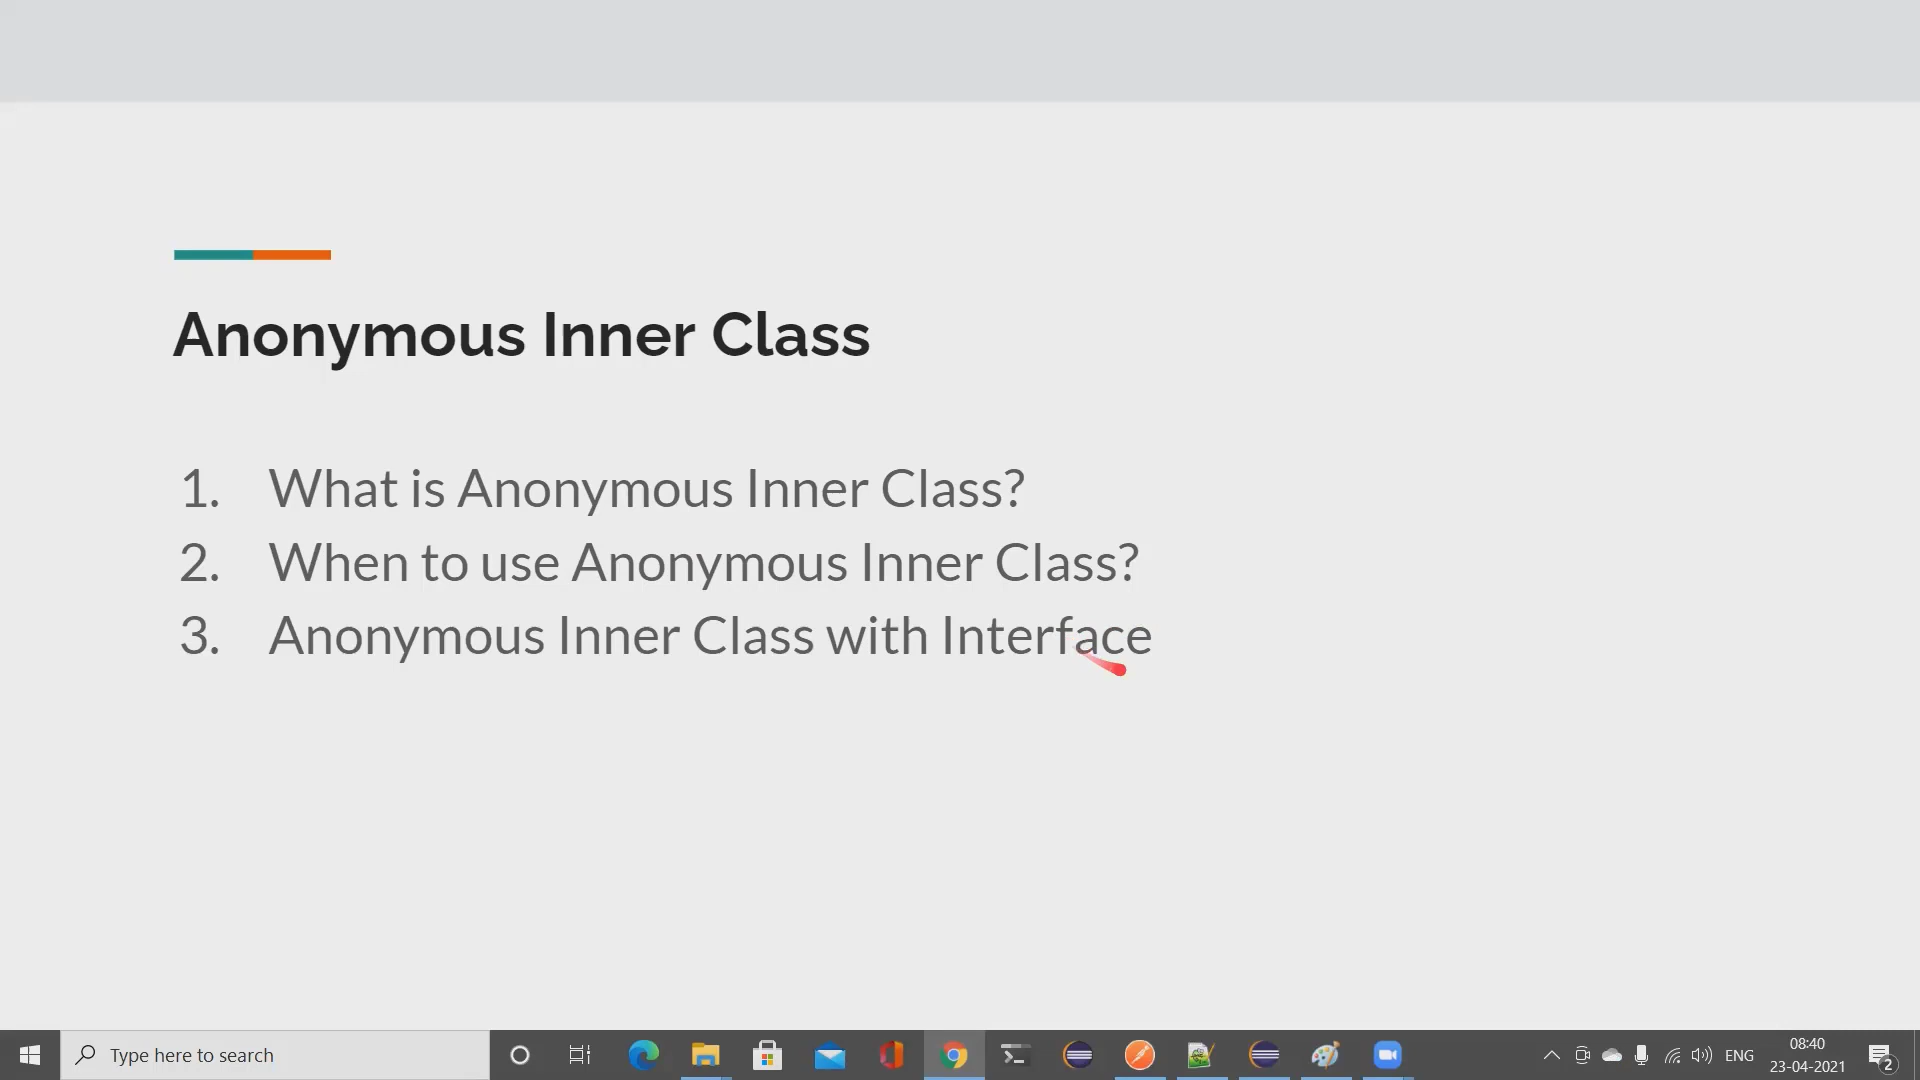 Anonymous Inner Class
1. What is Anonymous Inner Class?
2. When to use Anonymous Inner Class?
3. Anonymous Inner Class with Interface
Type here to search
ENG
08:40
23-04-2021
2